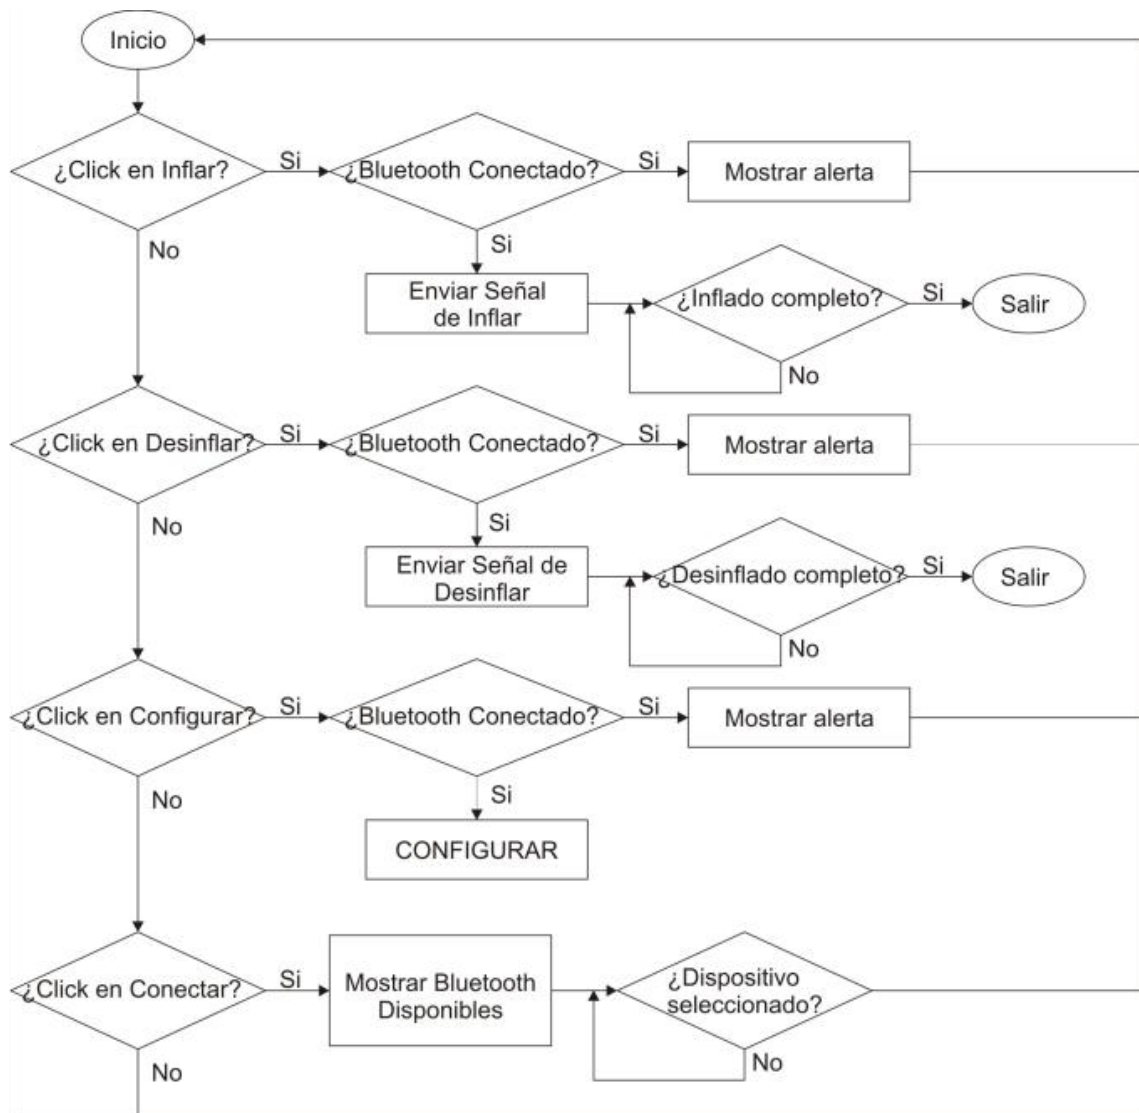 Inicio
¿Click en Inflar?
Si
¿Bluetooth Conectado?
Si
Mostrar alerta
No
Si
Enviar Señal
de Inflar
¿Inflado completo?
Si
Salir
No
¿Click en Desinflar?
Si
¿Bluetooth Conectado?
Si
Mostrar alerta
No
Si
Enviar Señal de
Desinflar
¿Desinflado completo?
Si
Salir
No
¿Click en Configurar?
Si
¿Bluetooth Conectado?
Si
Mostrar alerta
No
Si
CONFIGURAR
¿Click en Conectar?
Si
Mostrar Bluetooth
Disponibles
¿Dispositivo
seleccionado?
No
No